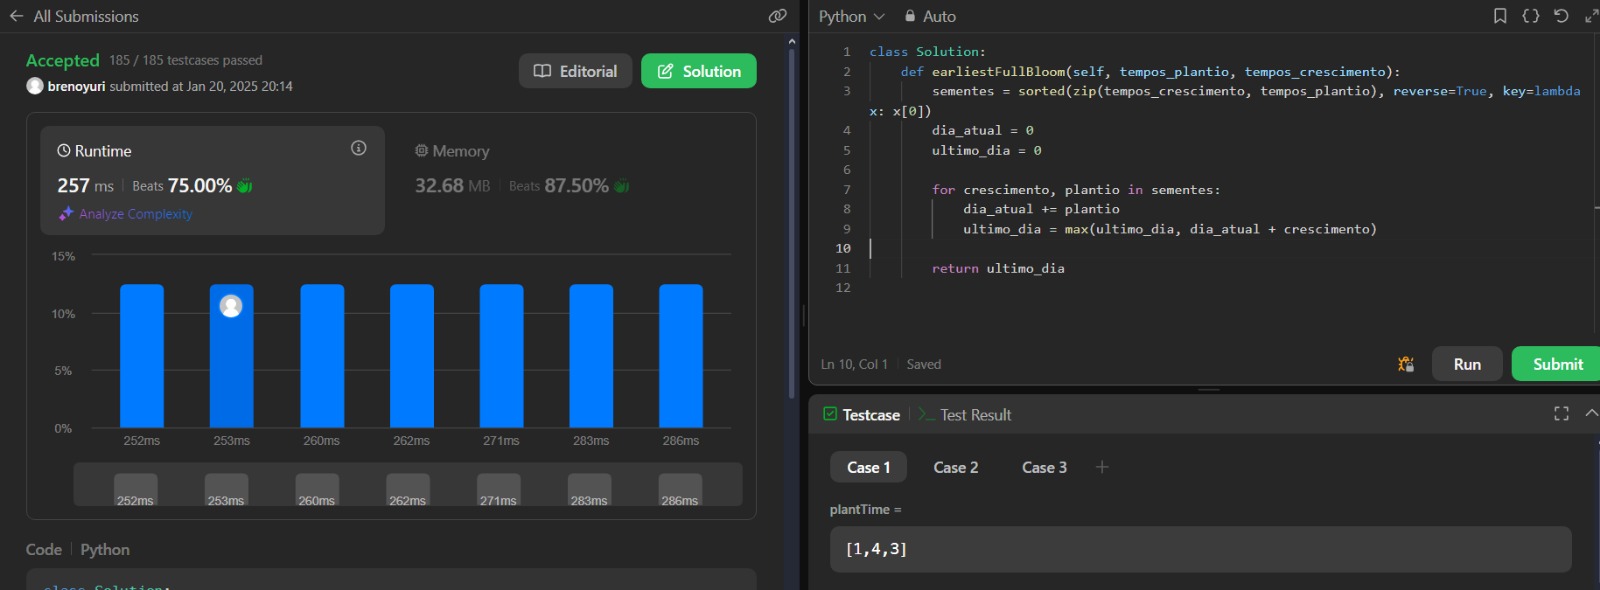 All Submissions
Accepted 185 / 185 testcases passed
brenoyuri submitted at Jan 20, 2025 20:14
Editorial
Solution
Runtime
257 ms | Beats 75.00%
Analyze Complexity
Memory
32.68 MB | Beats 87.50%
15%
10%
5%
0%
252ms 253ms 260ms 262ms 271ms 283ms 286ms
252ms 253ms 260ms 262ms 271ms 283ms 286ms
Code | Python
class Solution:
Python Auto
1 class Solution:
2 def earliestFullBloom(self, tempos_plantio, tempos_crescimento):
3 sementes = sorted(zip(tempos_crescimento, tempos_plantio), reverse=True, key=lambda
x: x[0])
4 dia_atual = 0
5 ultimo_dia = 0
6
7 for crescimento, plantio in sementes:
8 dia_atual += plantio
9 ultimo_dia = max(ultimo_dia, dia_atual + crescimento)
10
11 return ultimo_dia
12
Ln 10, Col 1 | Saved
Run
Submit
Testcase | >_ Test Result
Case 1 Case 2 Case 3 +
plantTime =
[1,4,3]